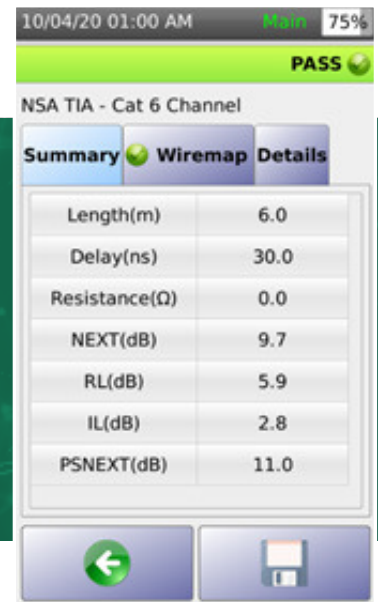 10/04/20 01:00 AM Main 75%
PASS
NSA TIA - Cat 6 Channel
Summary Wiremap Details
Length(m) 6.0
Delay(ns) 30.0
Resistance(Ω) 0.0
NEXT(dB) 9.7
RL(dB) 5.9
IL(dB) 2.8
PSNEXT(dB) 11.0